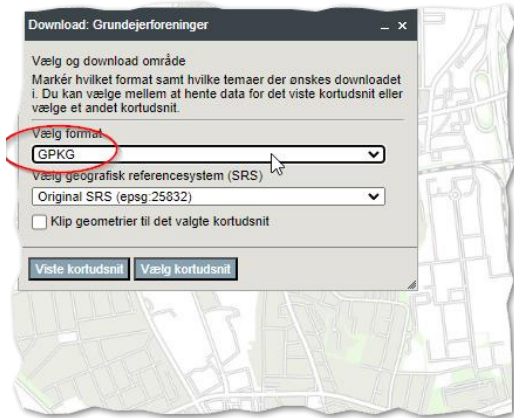 Download: Grundejerforeninger
Vælg og download område
Markér hvilket format samt hvilke temaer der ønskes downloadet
i. Du kan vælge mellem at hente data for det viste kortudsnit eller
vælge et andet kortudsnit.
Vælg format
GPKG
Vælg geografisk referencesystem (SRS)
Original SRS (epsg:25832)
Klip geometrier til det valgte kortudsnit
Viste kortudsnit Vælg kortudsnit